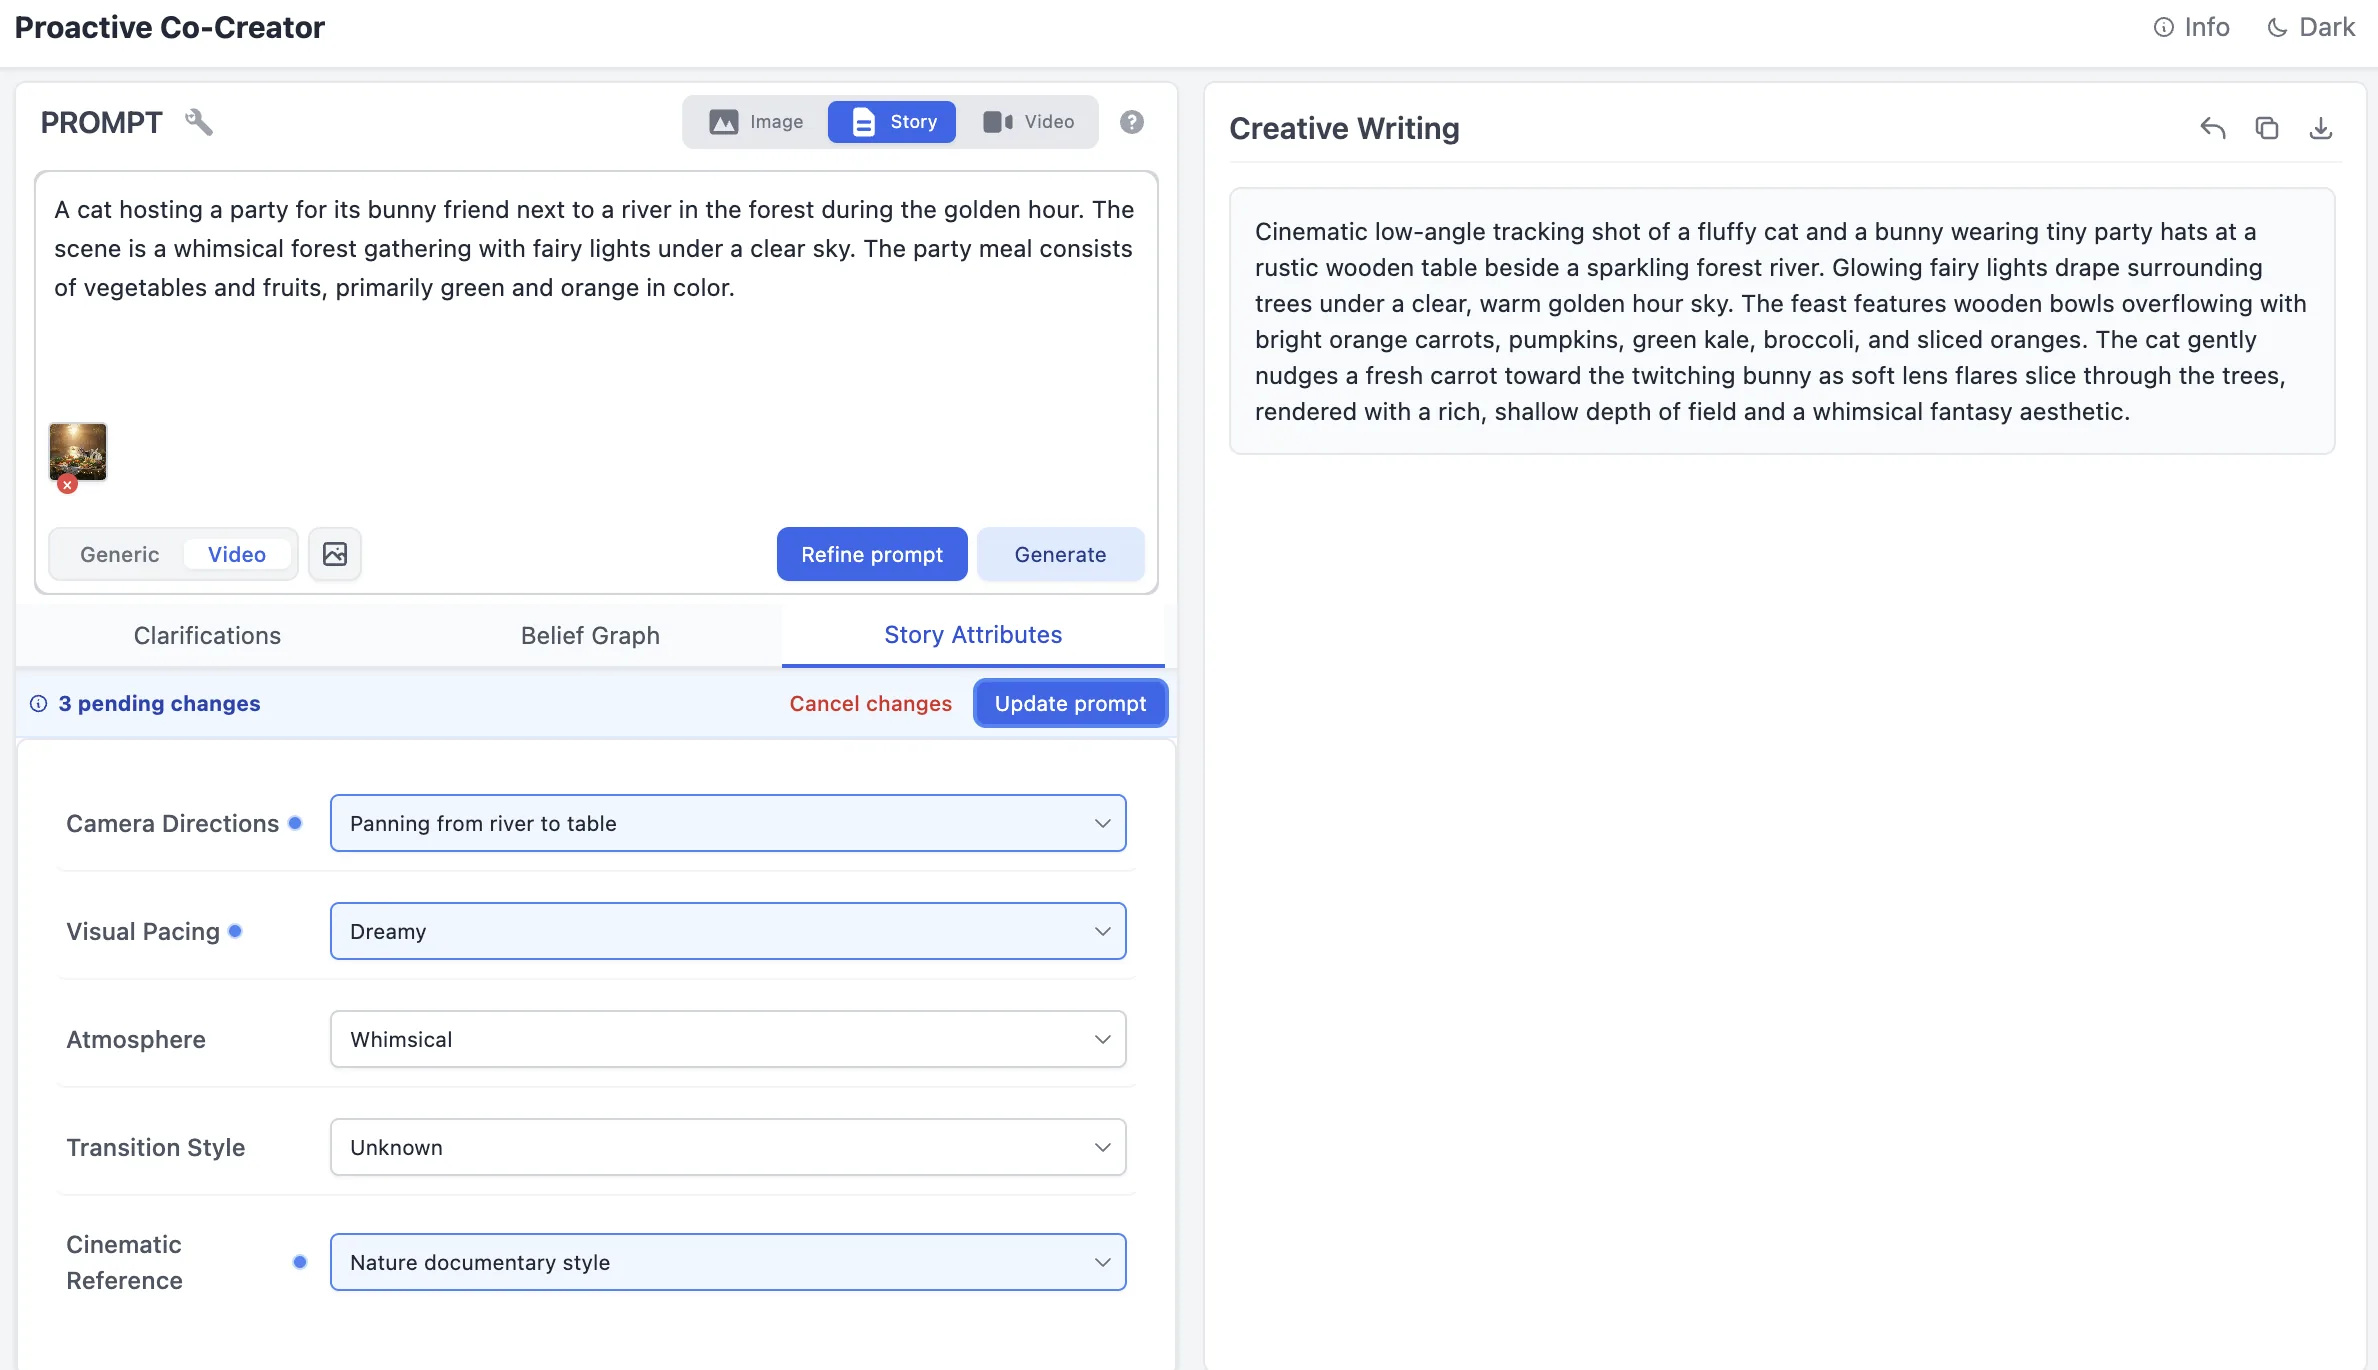 Proactive Co-Creator
Info
Dark
PROMPT
Image
Story
Video
?
A cat hosting a party for its bunny friend next to a river in the forest during the golden hour. The
scene is a whimsical forest gathering with fairy lights under a clear sky. The party meal consists
of vegetables and fruits, primarily green and orange in color.
Generic
Video
Refine prompt
Generate
Clarifications
Belief Graph
Story Attributes
3 pending changes
Cancel changes
Update prompt
Camera Directions
Panning from river to table
Visual Pacing
Dreamy
Atmosphere
Whimsical
Transition Style
Unknown
Cinematic
Reference
Nature documentary style
Creative Writing
Cinematic low-angle tracking shot of a fluffy cat and a bunny wearing tiny party hats at a
rustic wooden table beside a sparkling forest river. Glowing fairy lights drape surrounding
trees under a clear, warm golden hour sky. The feast features wooden bowls overflowing with
bright orange carrots, pumpkins, green kale, broccoli, and sliced oranges. The cat gently
nudges a fresh carrot toward the twitching bunny as soft lens flares slice through the trees,
rendered with a rich, shallow depth of field and a whimsical fantasy aesthetic.